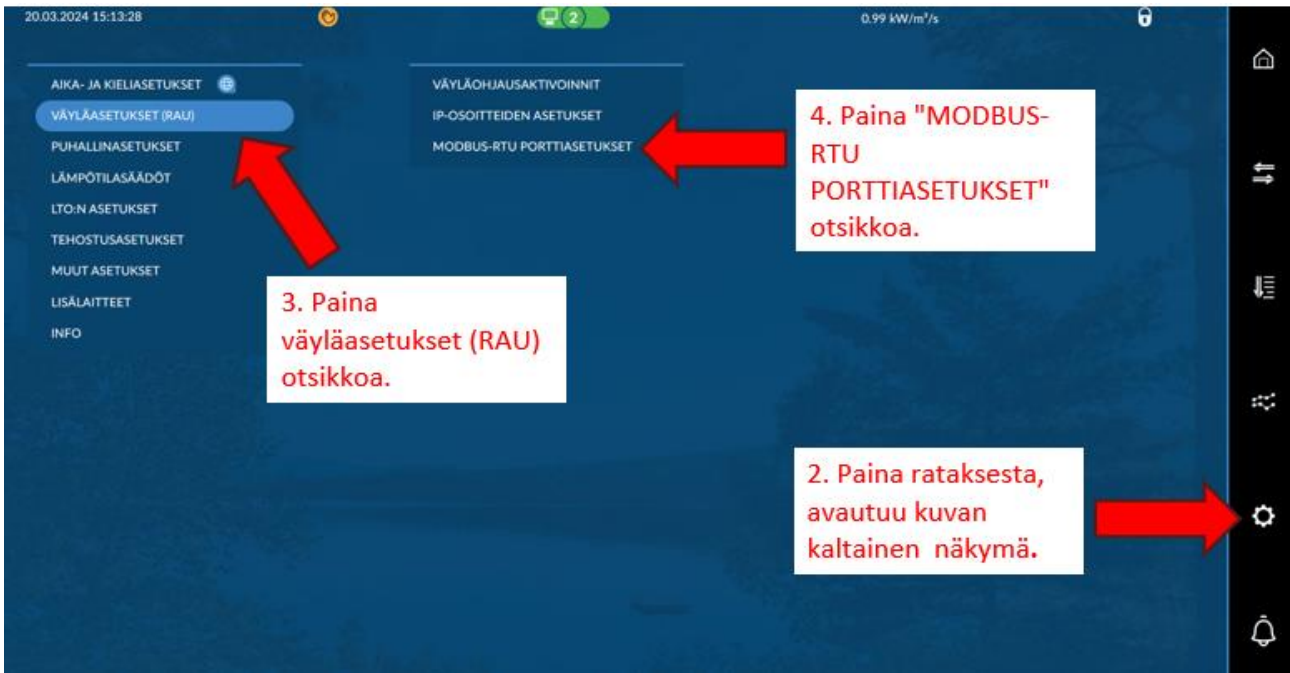 20.03.2024 15:13:28
2
0.99 kW/m³/s
AIKA- JA KIELIASETUKSET
VÄYLÄASETUKSET (RAU)
PUHALLINASETUKSET
LÄMPÖTILASÄÄDÖT
LTO:N ASETUKSET
TEHOSTUSASETUKSET
MUUT ASETUKSET
LISÄLAITTEET
INFO
VÄYLÄOHJAUSAKTIVOINNIT
IP-OSOITTEIDEN ASETUKSET
MODBUS-RTU PORTTIASETUKSET
4. Paina "MODBUS-
RTU
PORTTIASETUKSET"
otsikkoa.
3. Paina
väyläasetukset (RAU)
otsikkoa.
2. Paina rataksesta,
avautuu kuvan
kaltainen näkymä.